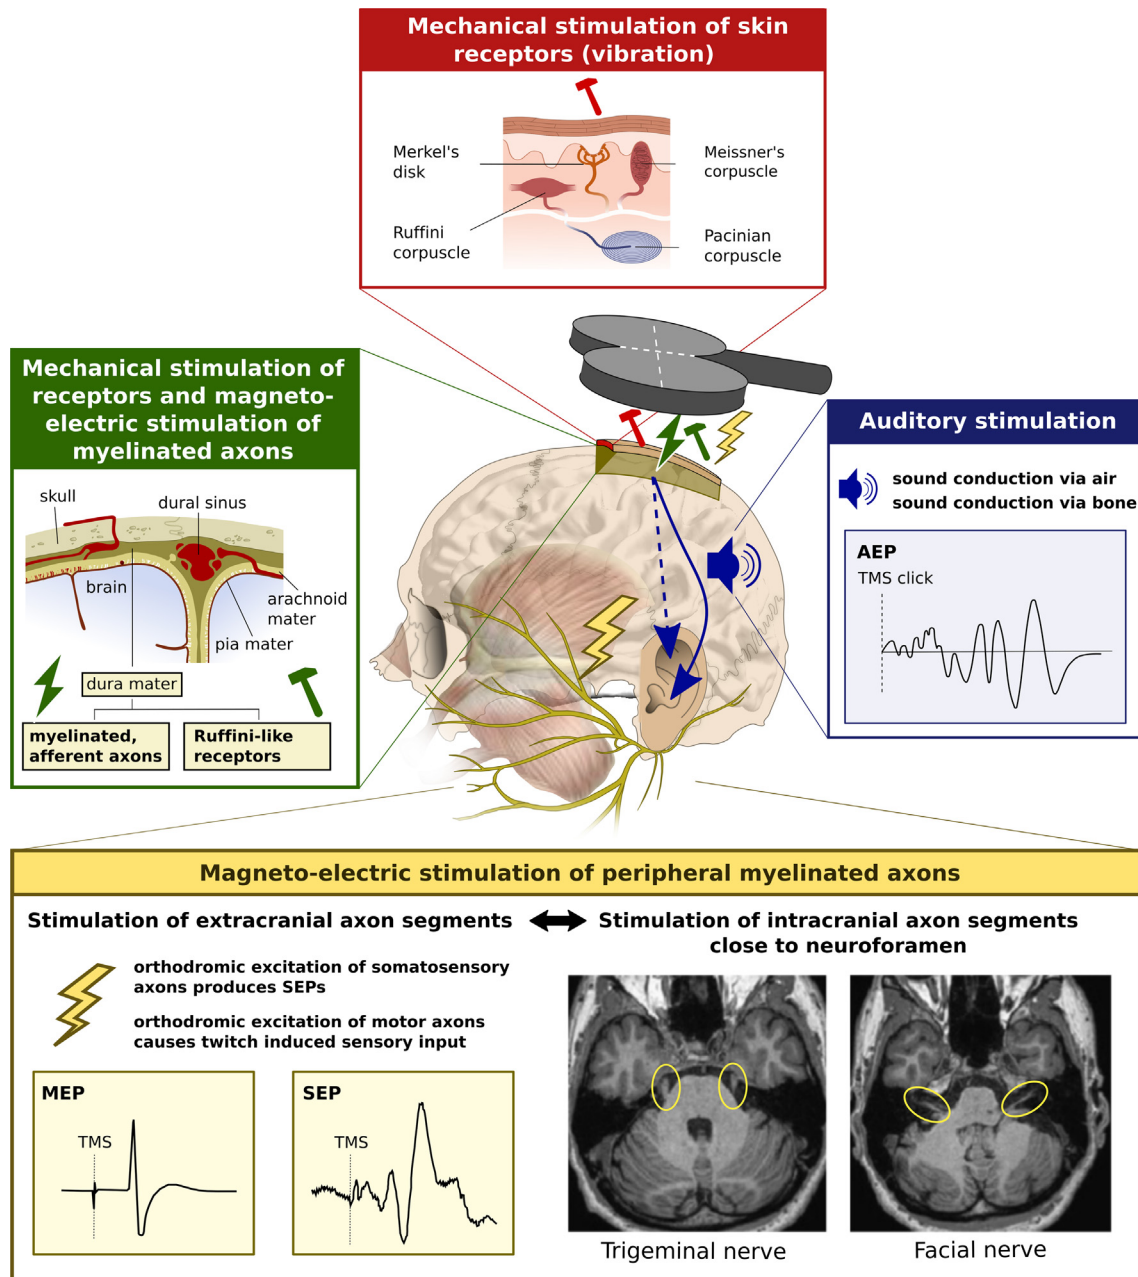 Mechanical stimulation of skin
receptors (vibration)
Merkel's
disk
Meissner's
corpuscle
Ruffini
corpuscle
Pacinian
corpuscle
Mechanical stimulation of
receptors and magneto-
electric stimulation of
myelinated axons
skull
dural sinus
brain
arachnoid
mater
pia mater
dura mater
myelinated,
afferent axons
Ruffini-like
receptors
Auditory stimulation
sound conduction via air
sound conduction via bone
AEP
TMS click
Magneto-electric stimulation of peripheral myelinated axons
Stimulation of extracranial axon segments
Stimulation of intracranial axon segments
close to neuroforamen
orthodromic excitation of somatosensory
axons produces SEPs
orthodromic excitation of motor axons
causes twitch induced sensory input
MEP
TMS
SEP
TMS
Trigeminal nerve
Facial nerve